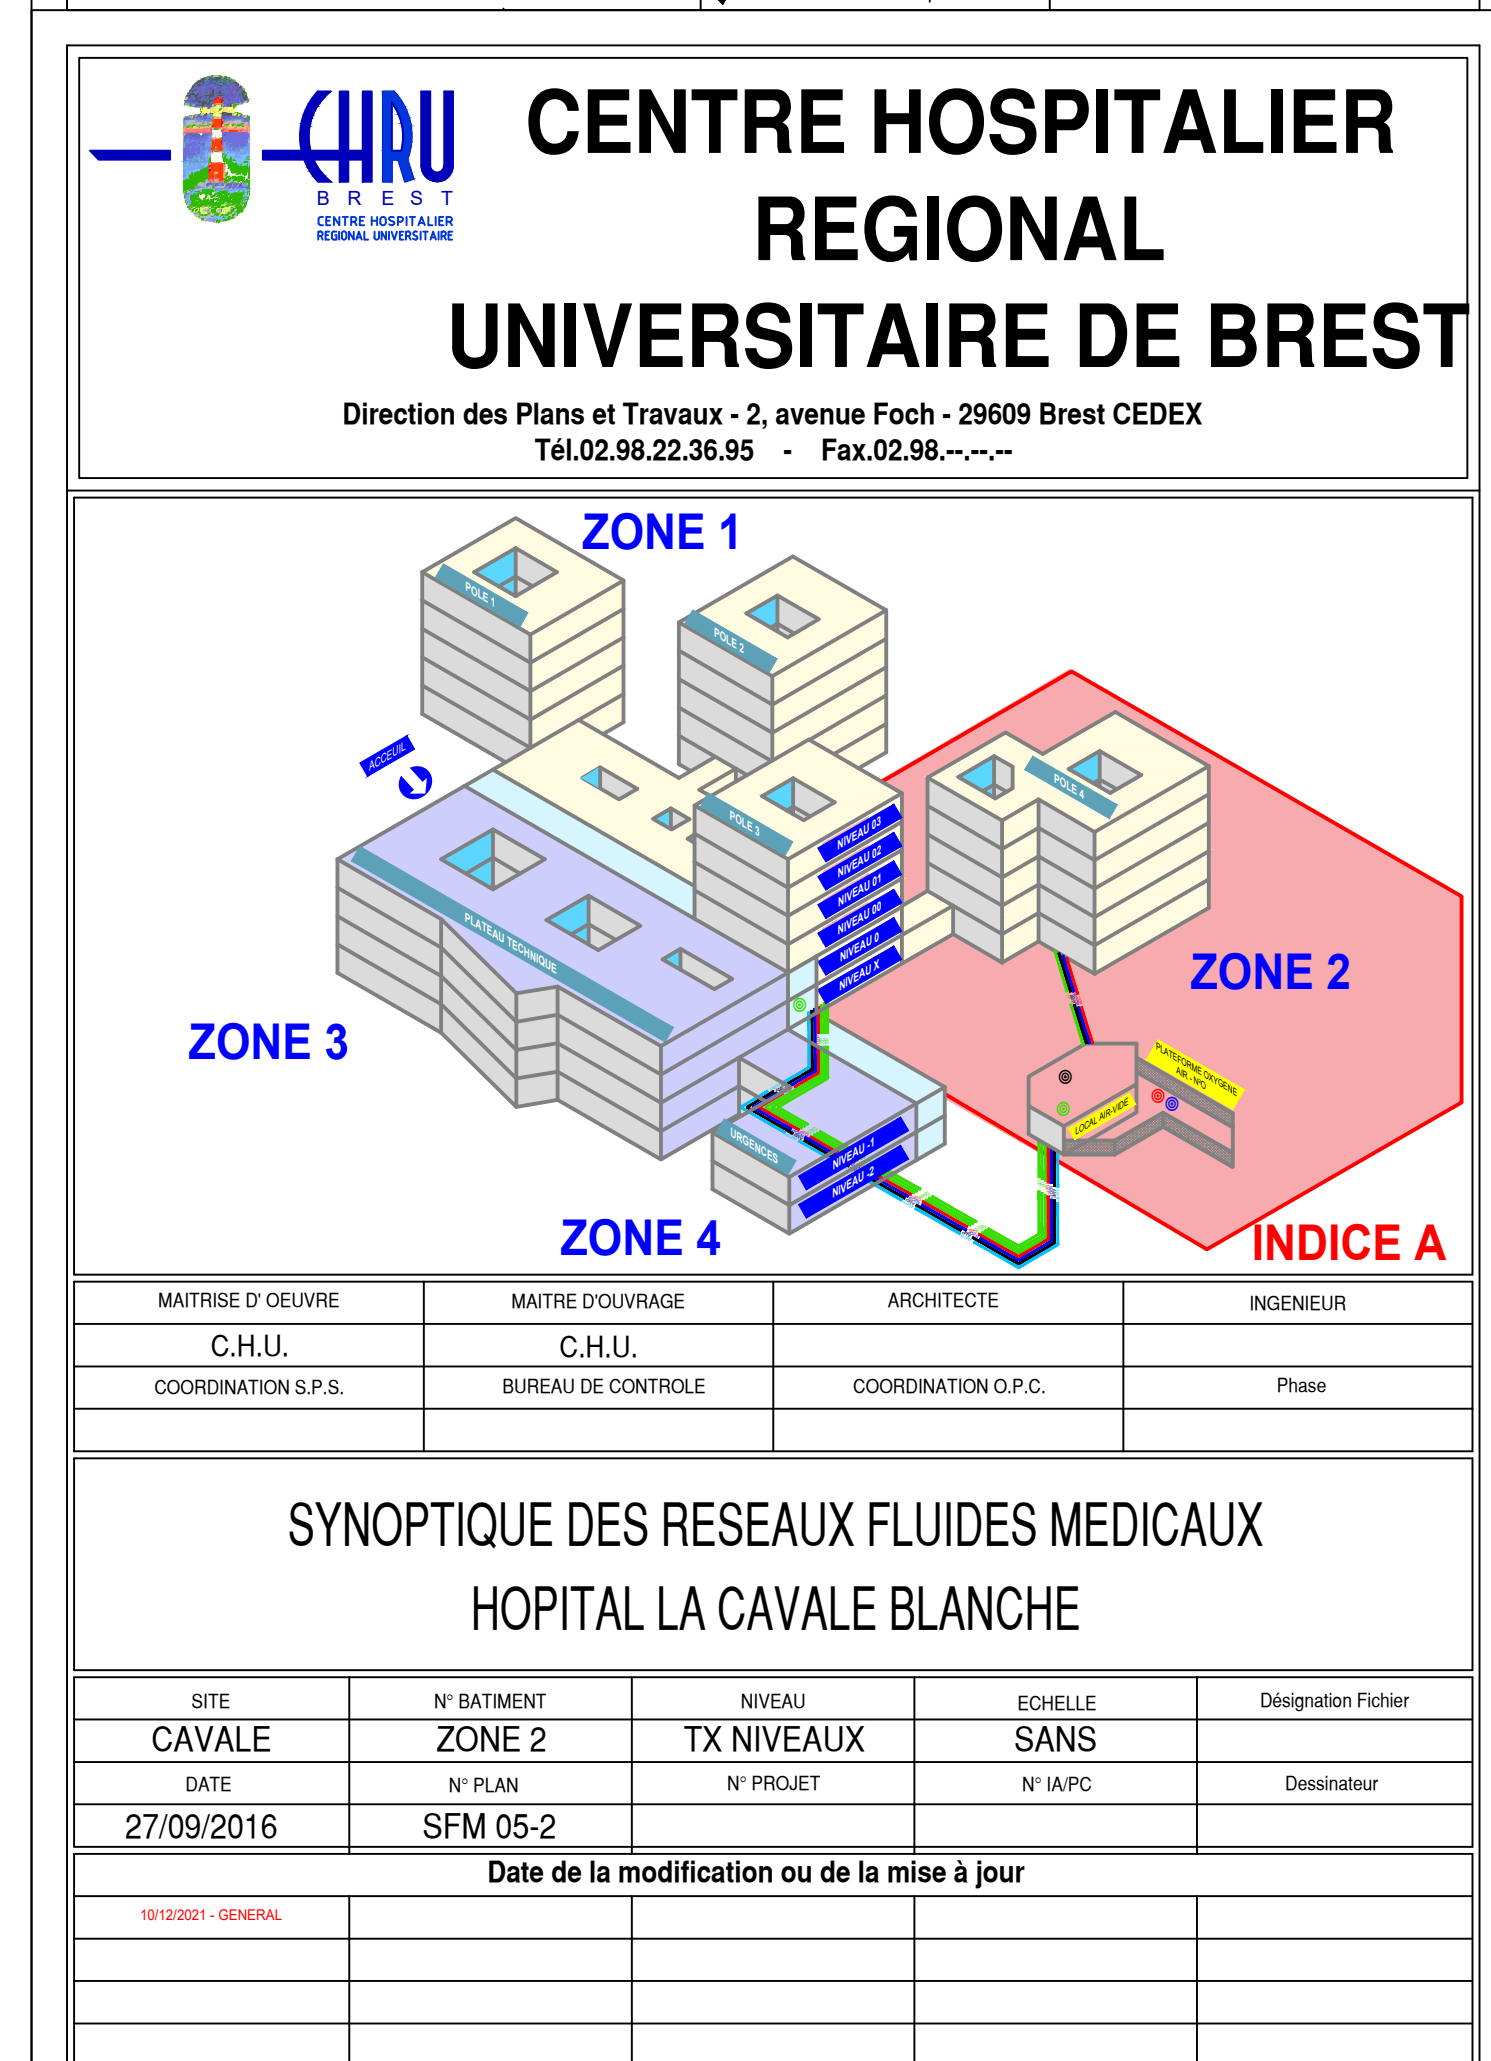 CHRU
BREST
CENTRE HOSPITALIER
REGIONAL UNIVERSITAIRE
CENTRE HOSPITALIER
REGIONAL
UNIVERSITAIRE DE BREST
Direction des Plans et Travaux - 2, avenue Foch - 29609 Brest CEDEX
Tél.02.98.22.36.95 - Fax.02.98.--.--.--
ZONE 1
POLE 1
POLE 2
ACCEUIL
POLE 4
POLE 3
NIVEAU 03
NIVEAU 02
NIVEAU 01
NIVEAU 00
NIVEAU 0
NIVEAU X
PLATEAU TECHNIQUE
ZONE 2
ZONE 3
PLATEFORME OXYGENE
AIR - N²O
LOCAL AIR-VIDE
URGENCES
NIVEAU -1
NIVEAU -2
ZONE 4
INDICE A
MAITRISE D' OEUVRE MAITRE D'OUVRAGE ARCHITECTE INGENIEUR
C.H.U. C.H.U.
COORDINATION S.P.S. BUREAU DE CONTROLE COORDINATION O.P.C. Phase
SYNOPTIQUE DES RESEAUX FLUIDES MEDICAUX
HOPITAL LA CAVALE BLANCHE
SITE N° BATIMENT NIVEAU ECHELLE Désignation Fichier
CAVALE ZONE 2 TX NIVEAUX SANS
DATE N° PLAN N° PROJET N° IA/PC Dessinateur
27/09/2016 SFM 05-2
Date de la modification ou de la mise à jour
10/12/2021 - GENERAL